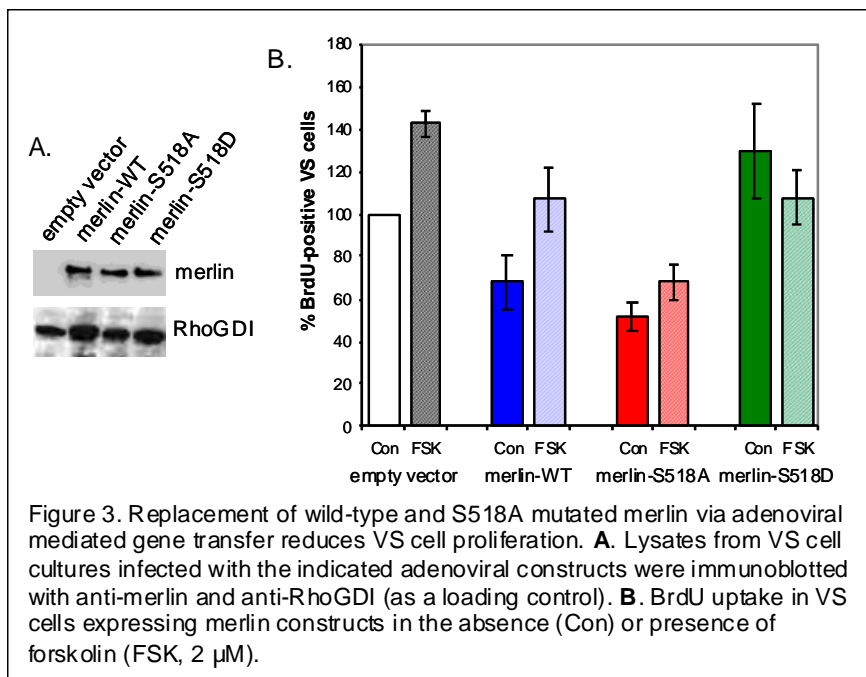 A.
empty vector
merlin-WT
merlin-S518A
merlin-S518D
merlin
RhoGDI
B.
% BrdU-positive VS cells
180
160
140
120
100
80
60
40
20
0
Con FSK Con FSK Con FSK Con FSK
empty vector merlin-WT merlin-S518A merlin-S518D
Figure 3. Replacement of wild-type and S518A mutated merlin via adenoviral
mediated gene transfer reduces VS cell proliferation. A. Lysates from VS cell
cultures infected with the indicated adenoviral constructs were immunoblotted
with anti-merlin and anti-RhoGDI (as a loading control). B. BrdU uptake in VS
cells expressing merlin constructs in the absence (Con) or presence of
forskolin (FSK, 2 µM).